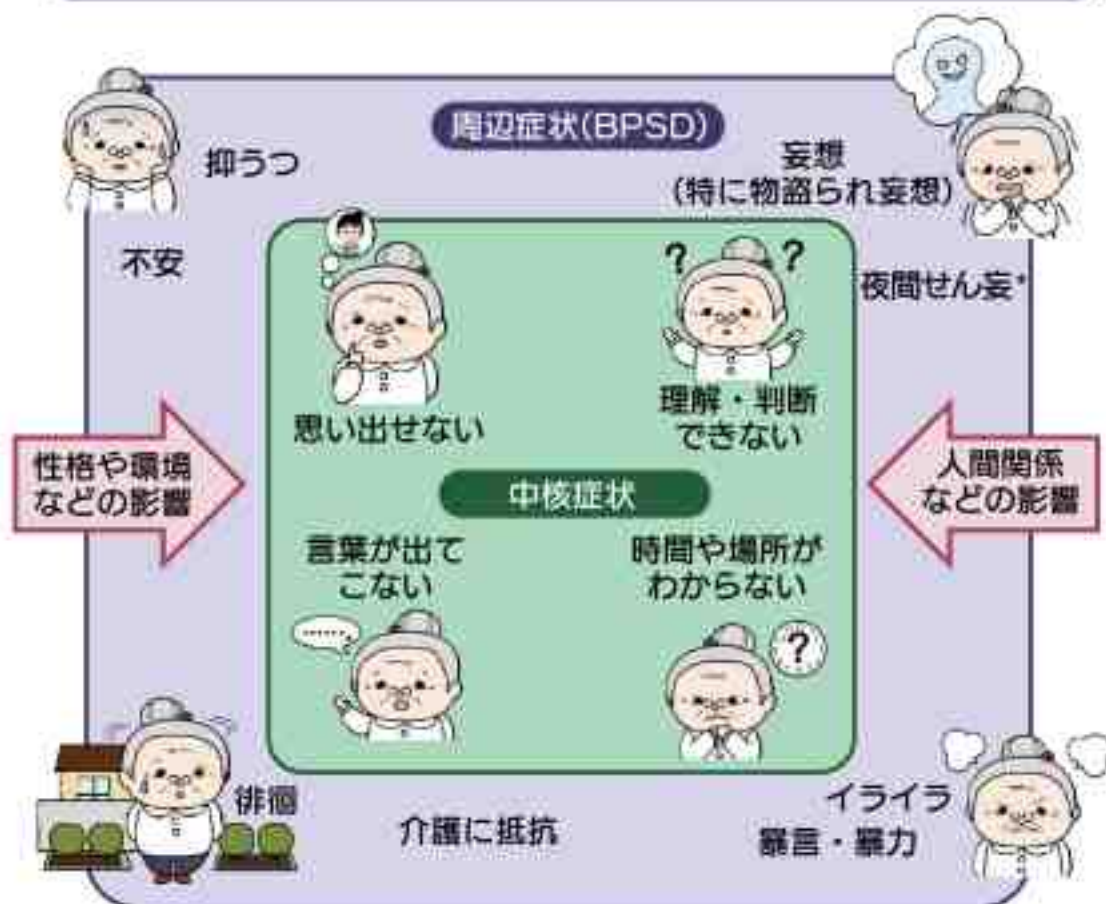 周辺症状(BPSD)
抑うつ
妄想
（特に物盗られ妄想）
不安
夜間せん妄*
?
?
思い出せない
理解・判断
できない
性格や環境
などの影響
人間関係
などの影響
中核症状
言葉が出て
こない
時間や場所が
わからない
……
?
徘徊
介護に抵抗
イライラ
暴言・暴力